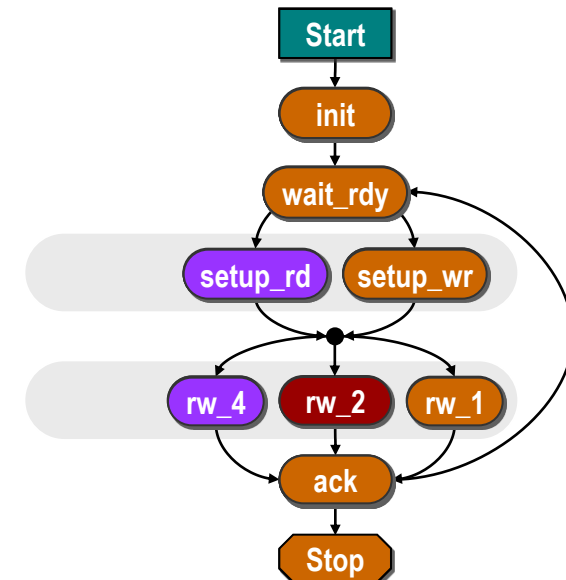 Start
init
wait_rdy
setup_rd setup_wr
rw_4 rw_2 rw_1
ack
Stop